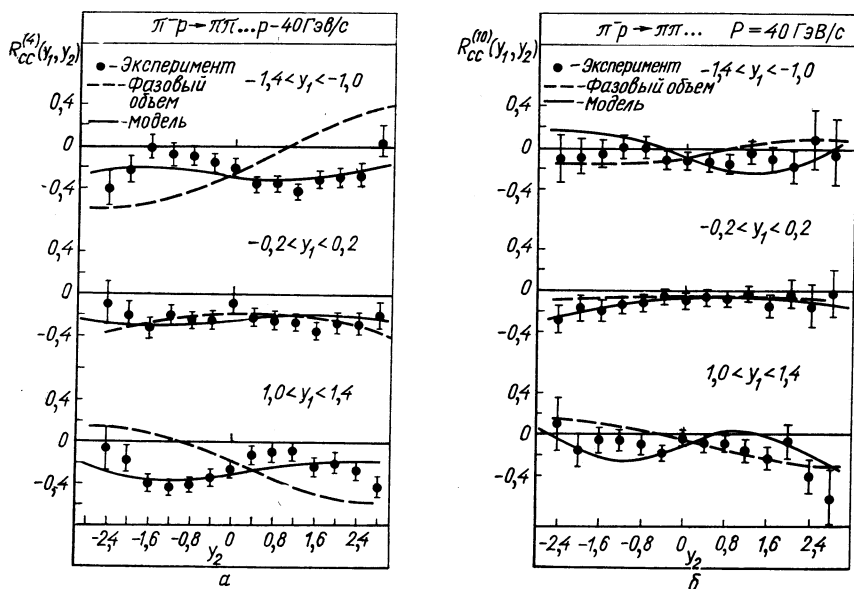 π⁻p → ππ...p – 40 ГэВ/с
R_cc^(4)(y₁, y₂)
- Эксперимент
- Фазовый объем
- модель
-1,4 < y₁ < -1,0
0,4
0
-0,4
-0,2 < y₁ < 0,2
0,4
0
-0,4
1,0 < y₁ < 1,4
0,4
0
-0,4
-2,4 -1,6 -0,8 0 0,8 1,6 2,4
y₂
а
π⁻p → ππ... P = 40 ГэВ/с
R_cc^(10)(y₁, y₂)
- Эксперимент
- Фазовый объем
- модель
-1,4 < y₁ < -1,0
0,4
0
-0,4
-0,2 < y₁ < 0,2
0,4
0
-0,4
1,0 < y₁ < 1,4
0,4
0
-0,4
-2,4 -1,6 -0,8 0 0,8 1,6 2,4
y₂
б